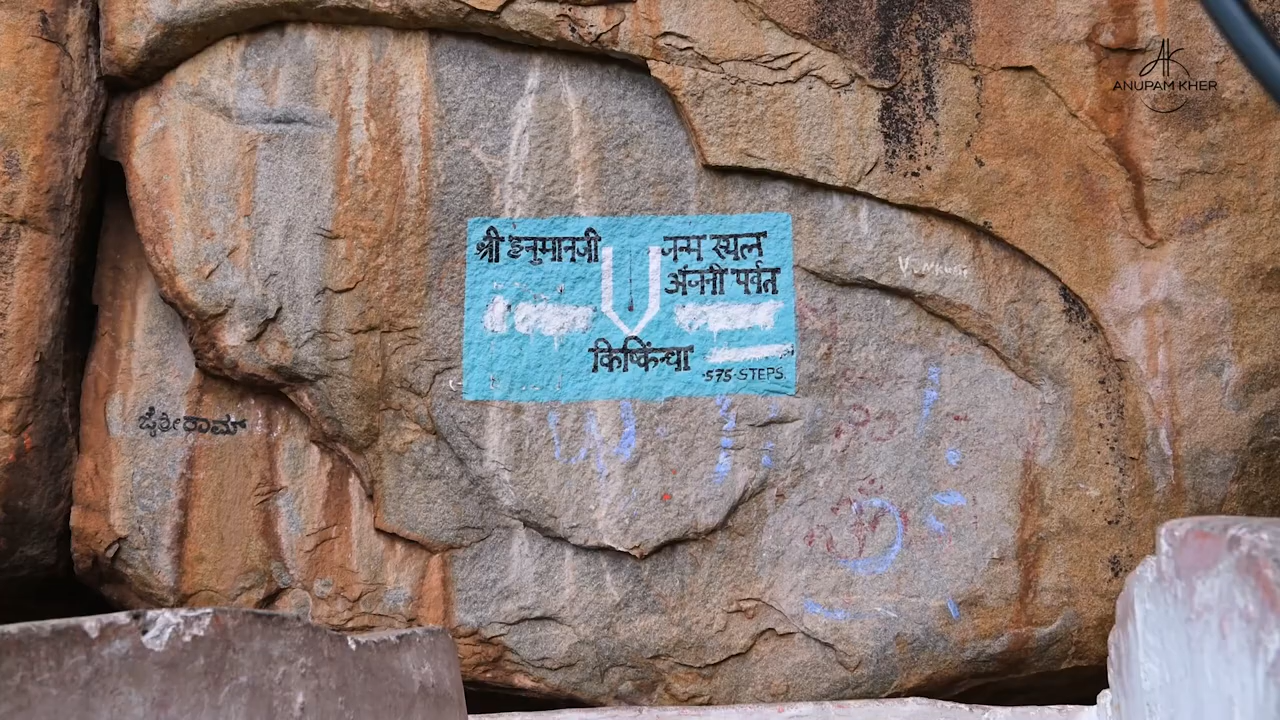 ANUPAM KHER
श्री हनुमानजी जन्म स्थल
अंजनी पर्वत
किष्किंन्धा
575 STEPS
ಜೈಶ್ರೀರಾಮ್